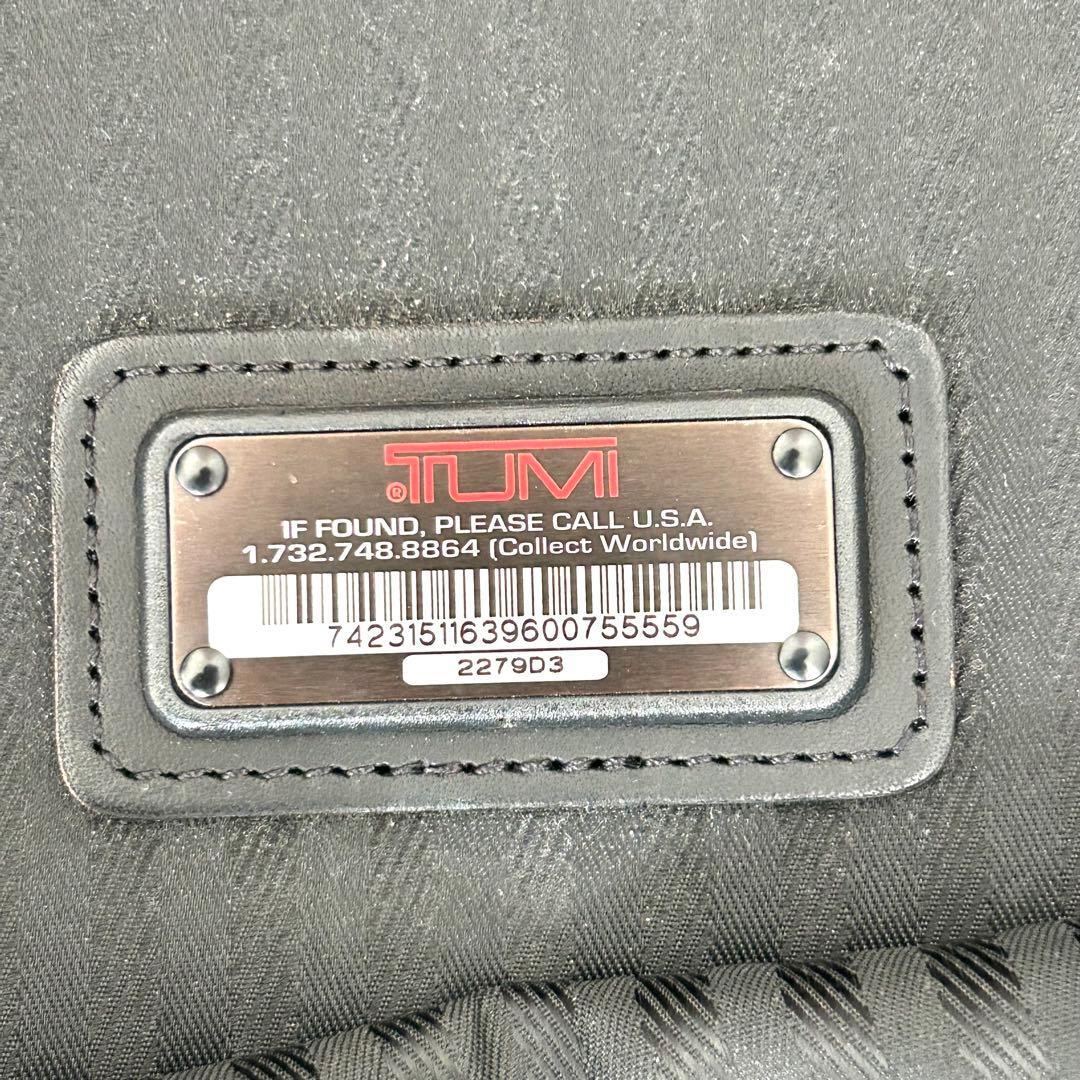 TUMI®
IF FOUND, PLEASE CALL U.S.A.
1.732.748.8864 (Collect Worldwide)
74231511639600755559
2279D3